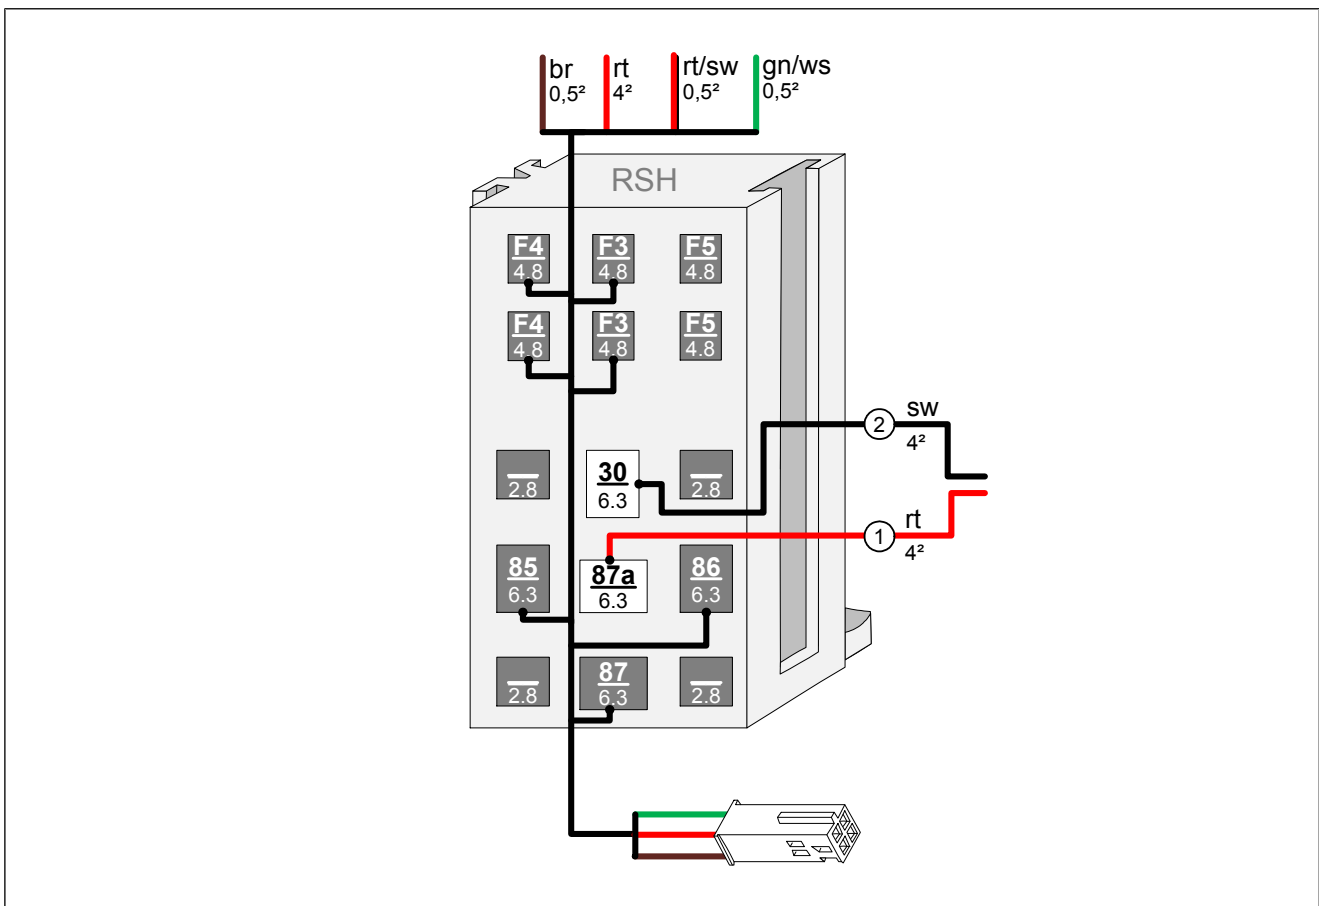 br rt rt/sw gn/ws
0,5² 4² 0,5² 0,5²
RSH
F4 F3 F5
4.8 4.8 4.8
F4 F3 F5
4.8 4.8 4.8
2 sw
4²
30
2.8 6.3 2.8
1 rt
4²
85 87a 86
6.3 6.3 6.3
87
2.8 6.3 2.8